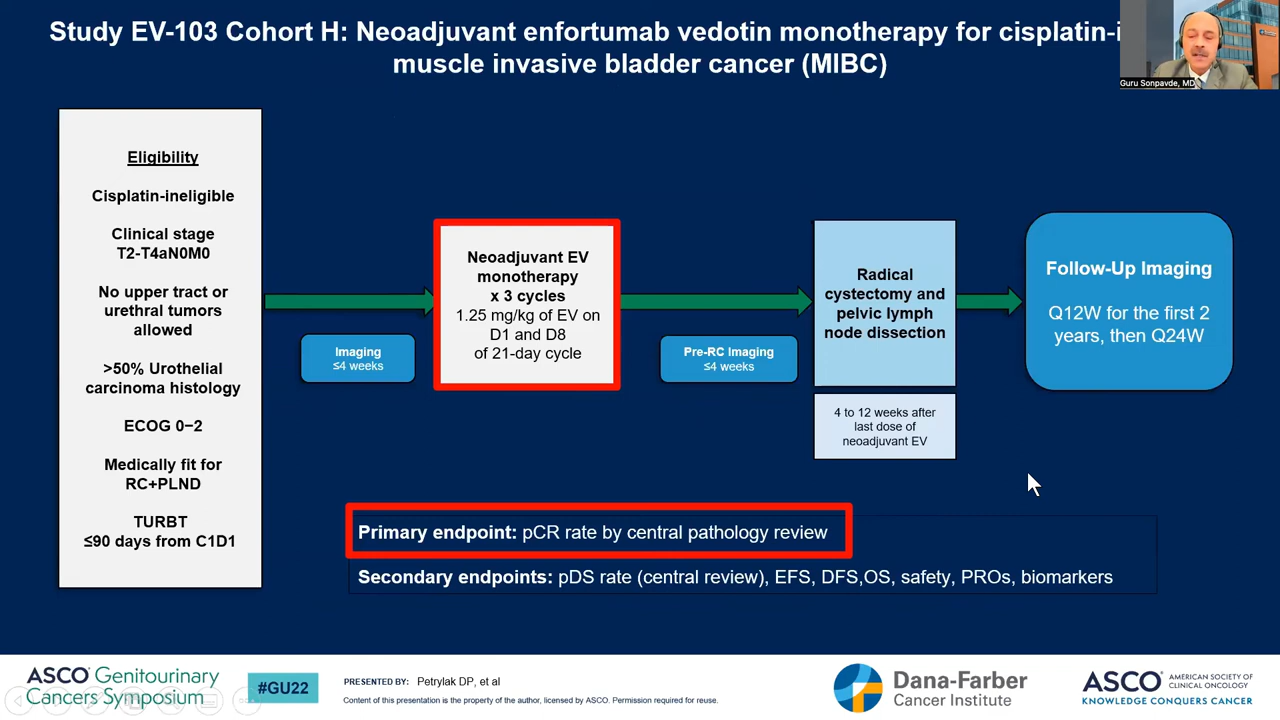 Study EV-103 Cohort H: Neoadjuvant enfortumab vedotin monotherapy for cisplatin-i
muscle invasive bladder cancer (MIBC)
Guru Sonpavde, MD
Eligibility
Cisplatin-ineligible
Clinical stage
T2-T4aN0M0
No upper tract or
urethral tumors
allowed
>50% Urothelial
carcinoma histology
ECOG 0−2
Medically fit for
RC+PLND
TURBT
≤90 days from C1D1
Imaging
≤4 weeks
Neoadjuvant EV
monotherapy
x 3 cycles
1.25 mg/kg of EV on
D1 and D8
of 21-day cycle
Pre-RC Imaging
≤4 weeks
Radical
cystectomy and
pelvic lymph
node dissection
4 to 12 weeks after
last dose of
neoadjuvant EV
Follow-Up Imaging
Q12W for the first 2
years, then Q24W
Primary endpoint: pCR rate by central pathology review
Secondary endpoints: pDS rate (central review), EFS, DFS,OS, safety, PROs, biomarkers
ASCO Genitourinary
Cancers Symposium
#GU22
PRESENTED BY: Petrylak DP, et al
Content of this presentation is the property of the author, licensed by ASCO. Permission required for reuse.
Dana-Farber
Cancer Institute
ASCO AMERICAN SOCIETY OF
CLINICAL ONCOLOGY
KNOWLEDGE CONQUERS CANCER